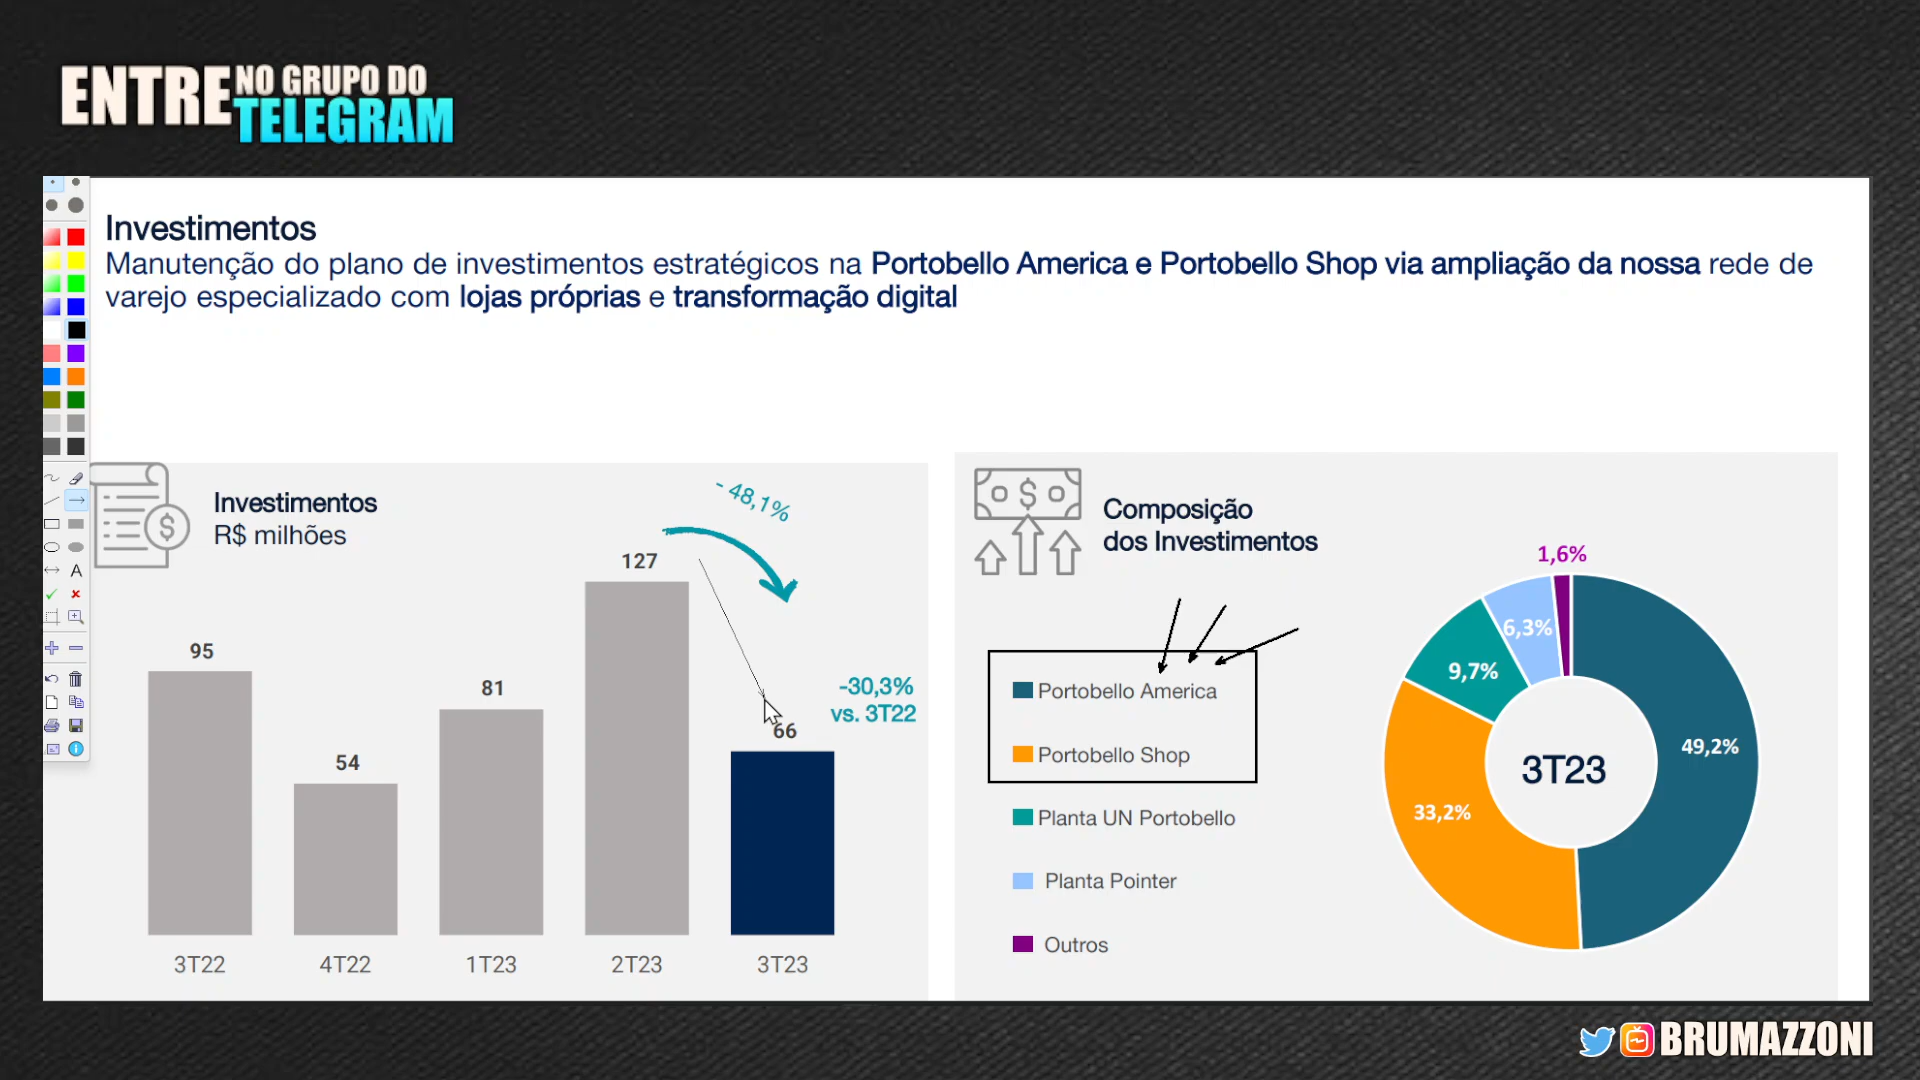 ENTRE NO GRUPO DO
TELEGRAM
Investimentos
Manutenção do plano de investimentos estratégicos na Portobello America e Portobello Shop via ampliação da nossa rede de
varejo especializado com lojas próprias e transformação digital
Investimentos
R$ milhões
- 48,1%
95
54
81
127
66
-30,3%
vs. 3T22
3T22
4T22
1T23
2T23
3T23
Composição
dos Investimentos
Portobello America
Portobello Shop
Planta UN Portobello
Planta Pointer
Outros
1,6%
6,3%
9,7%
49,2%
33,2%
3T23
A
BRUMAZZONI